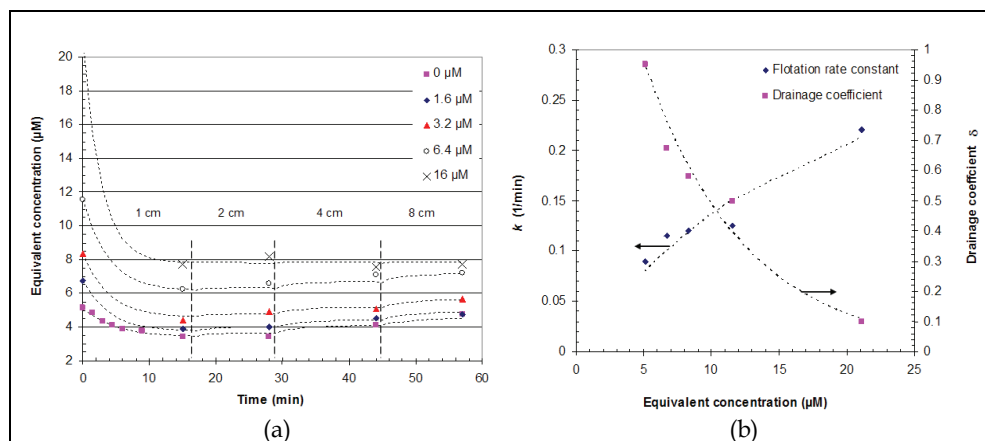 20
18
16
14
12
10
8
6
4
2
Equivalent concentration (µM)
0 µM
1.6 µM
3.2 µM
6.4 µM
16 µM
1 cm
2 cm
4 cm
8 cm
0
10
20
30
40
50
60
Time (min)
(a)
0.3
0.25
0.2
0.15
0.1
0.05
0
k (1/min)
Flotation rate constant
Drainage coefficient
1
0.9
0.8
0.7
0.6
0.5
0.4
0.3
0.2
0.1
0
Drainage coefficient δ
0
5
10
15
20
25
Equivalent concentration (µM)
(b)